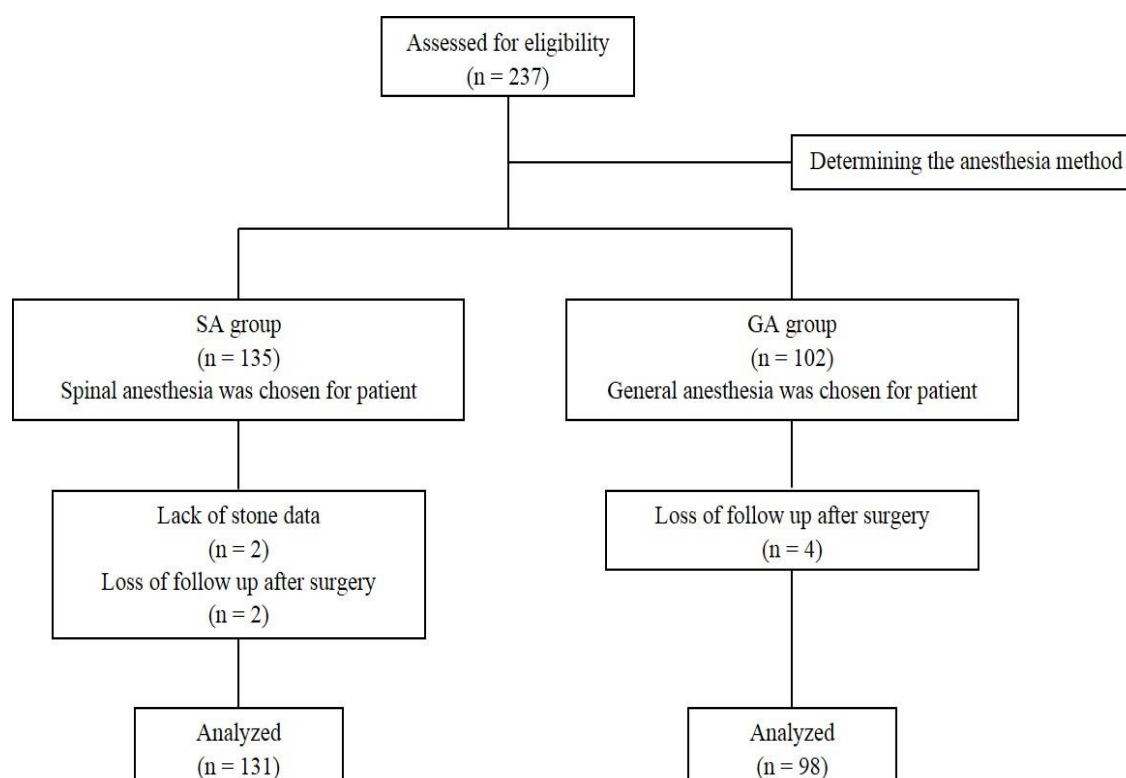 Assessed for eligibility
(n = 237)
Determining the anesthesia method
SA group
(n = 135)
Spinal anesthesia was chosen for patient
GA group
(n = 102)
General anesthesia was chosen for patient
Lack of stone data
(n = 2)
Loss of follow up after surgery
(n = 2)
Loss of follow up after surgery
(n = 4)
Analyzed
(n = 131)
Analyzed
(n = 98)